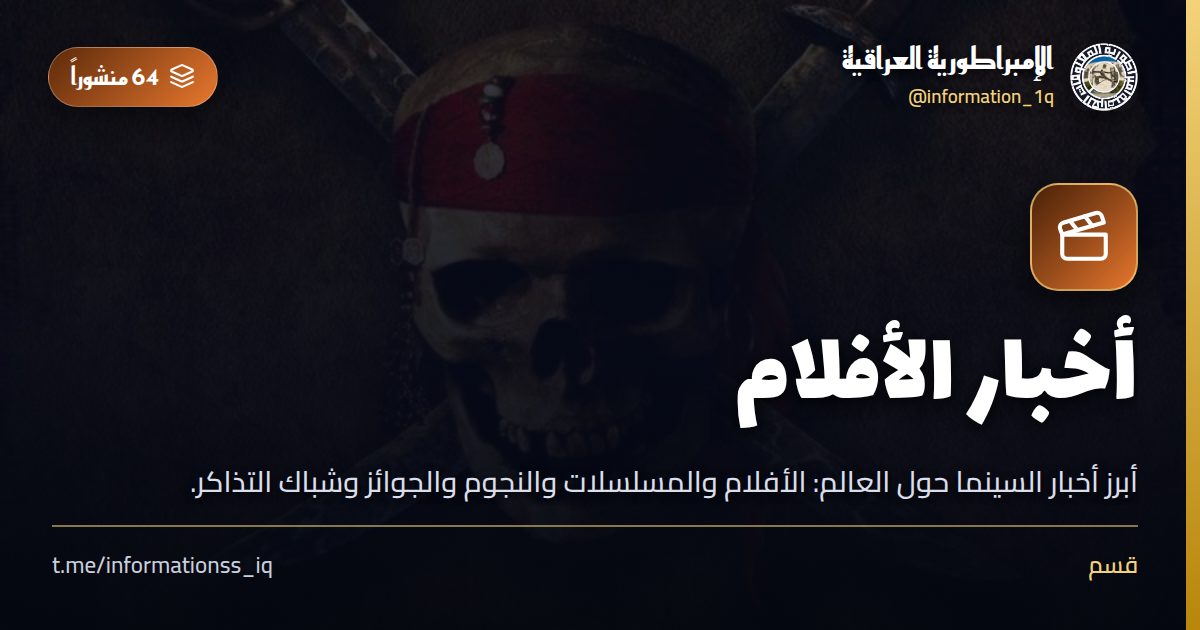 الإمبراطورية العراقية
@information_1q
64 منشوراً
أخبار الأفلام
أبرز أخبار السينما حول العالم: الأفلام والمسلسلات والنجوم والجوائز وشباك التذاكر.
قسم
t.me/informationss_iq